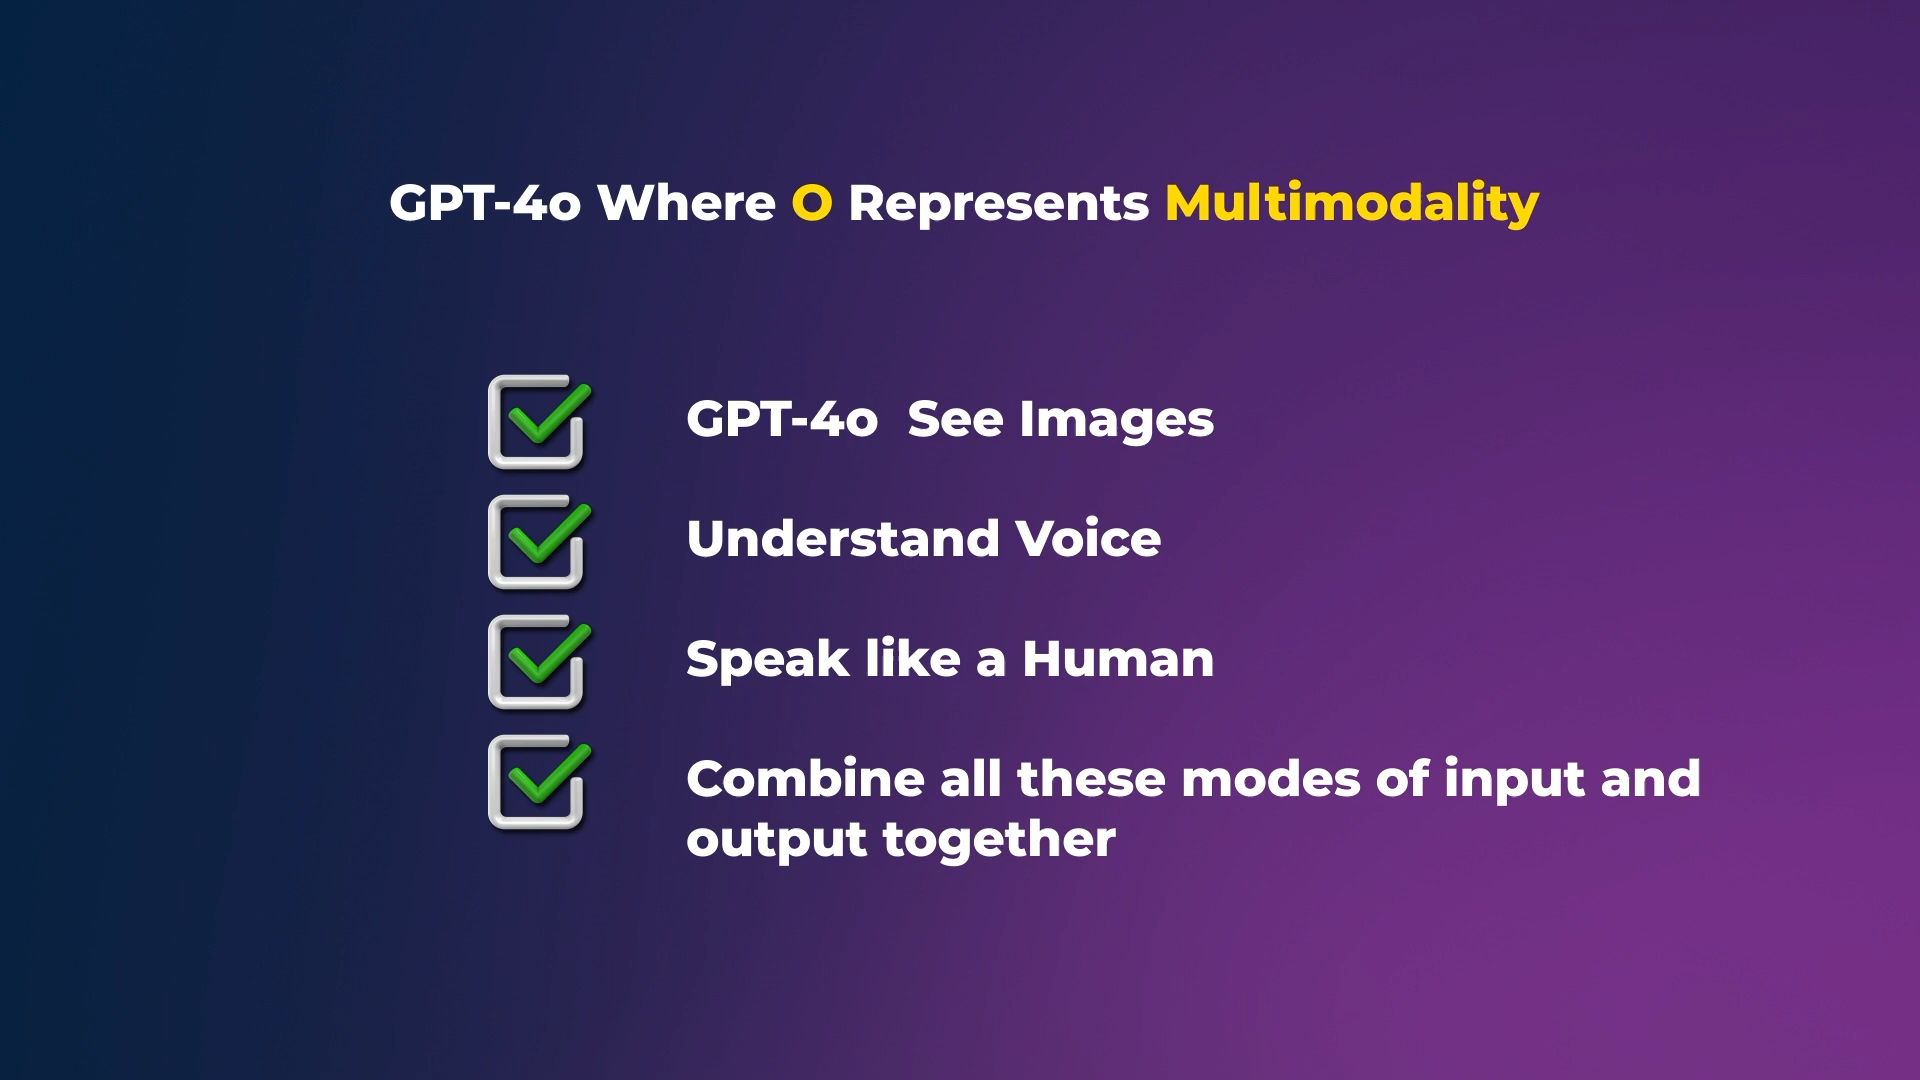 GPT-4o Where O Represents Multimodality
GPT-4o  See Images
Understand Voice
Speak like a Human
Combine all these modes of input and
output together